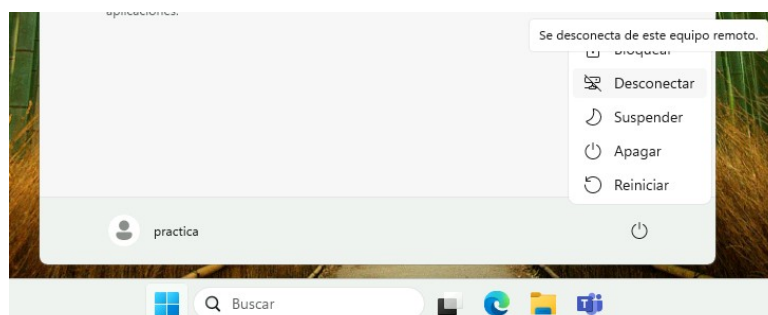 aplicaciones.
Se desconecta de este equipo remoto.
Bloquear
Desconectar
Suspender
Apagar
Reiniciar
practica
Buscar